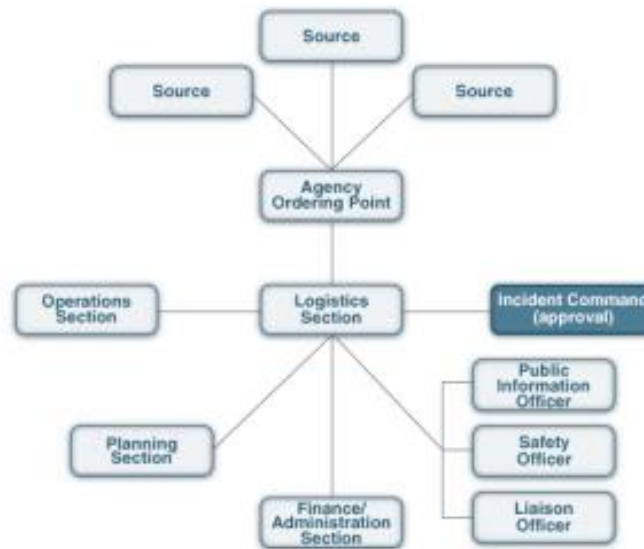 Source
Source
Source
Agency
Ordering Point
Operations
Section
Logistics
Section
Incident Command
(approval)
Public
Information
Officer
Planning
Section
Safety
Officer
Finance/
Administration
Section
Liaison
Officer